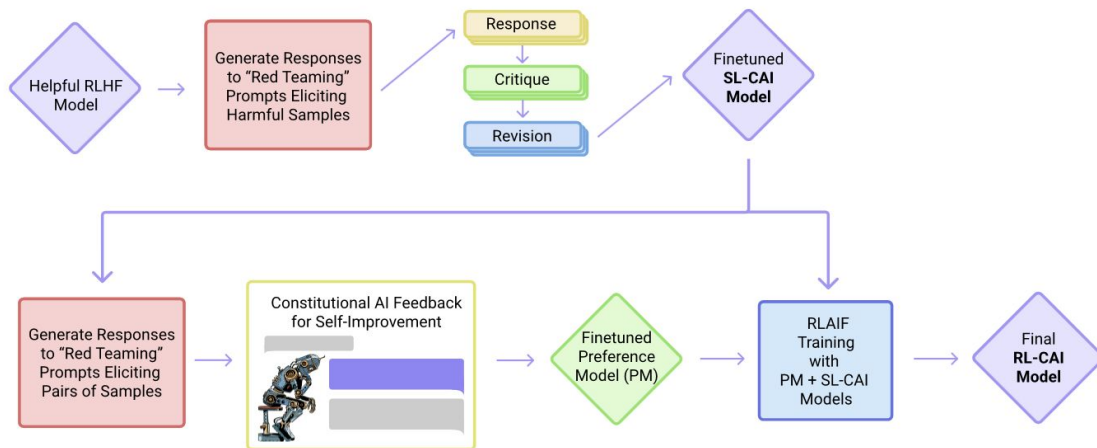 Helpful RLHF
Model
Generate Responses
to “Red Teaming”
Prompts Eliciting
Harmful Samples
Response
Critique
Revision
Finetuned
SL-CAI
Model
Generate Responses
to “Red Teaming”
Prompts Eliciting
Pairs of Samples
Constitutional AI Feedback
for Self-Improvement
Finetuned
Preference
Model (PM)
RLAIF
Training
with
PM + SL-CAI
Models
Final
RL-CAI
Model